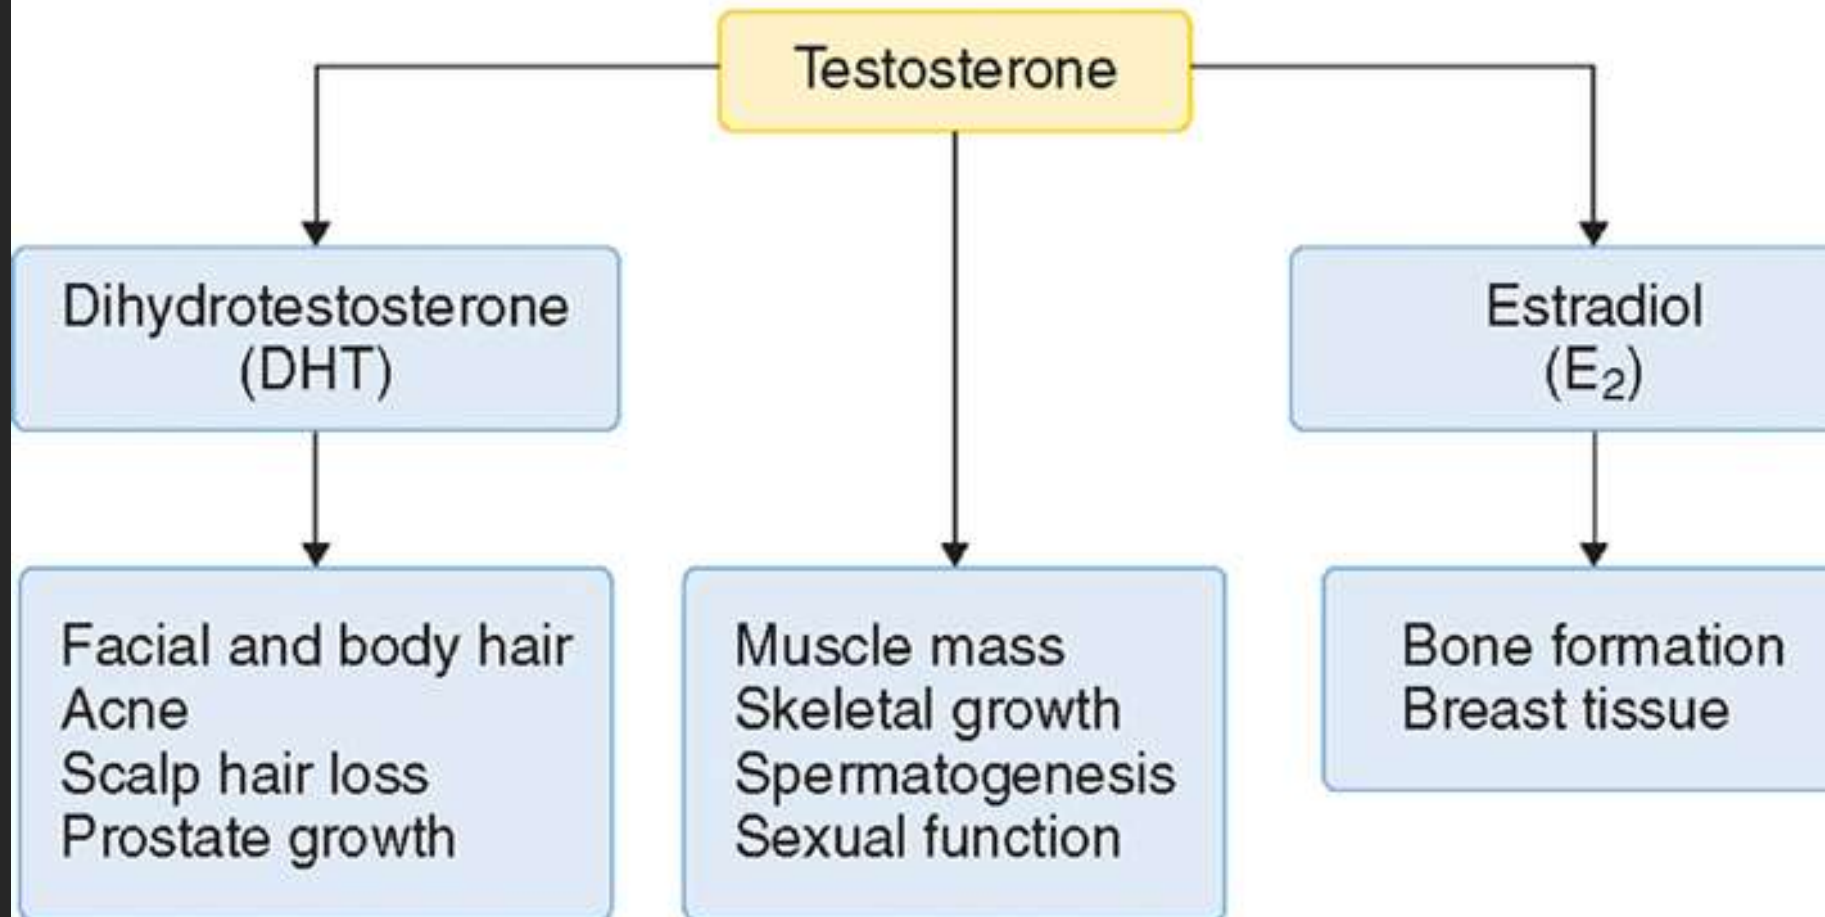 Testosterone
Dihydrotestosterone
(DHT)
Estradiol
(E₂)
Facial and body hair
Acne
Scalp hair loss
Prostate growth
Muscle mass
Skeletal growth
Spermatogenesis
Sexual function
Bone formation
Breast tissue